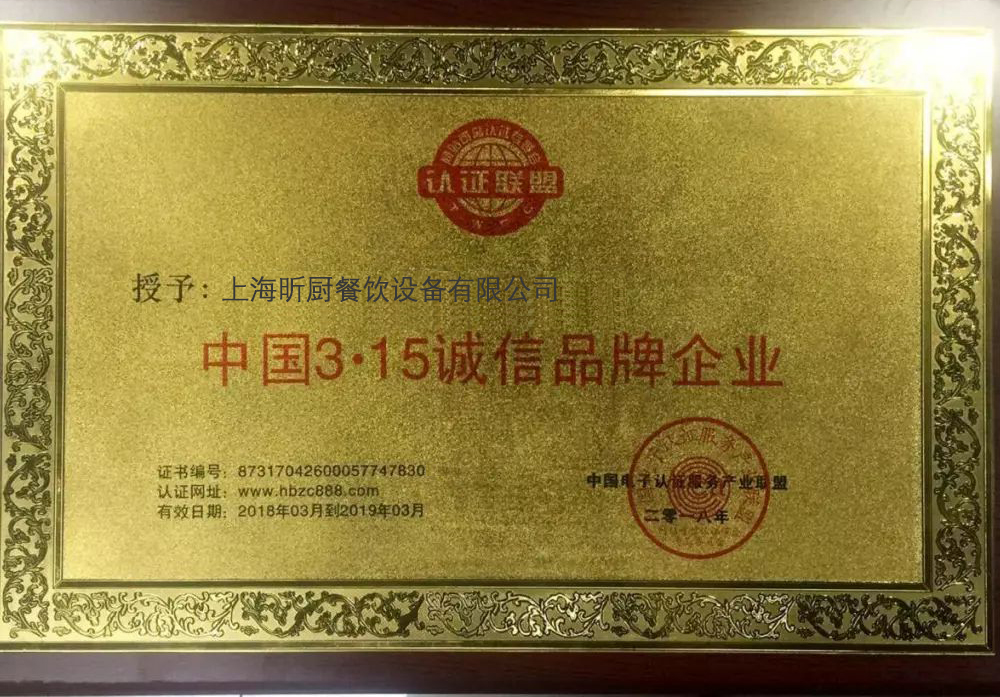 认证联盟
授予：上海昕厨餐饮设备有限公司
中国3·15诚信品牌企业
证书编号：87317042600057747830
认证网址：www.hbzc888.com
有效日期：2018年03月到2019年03月
中国电子认证服务产业联盟
二零一八年